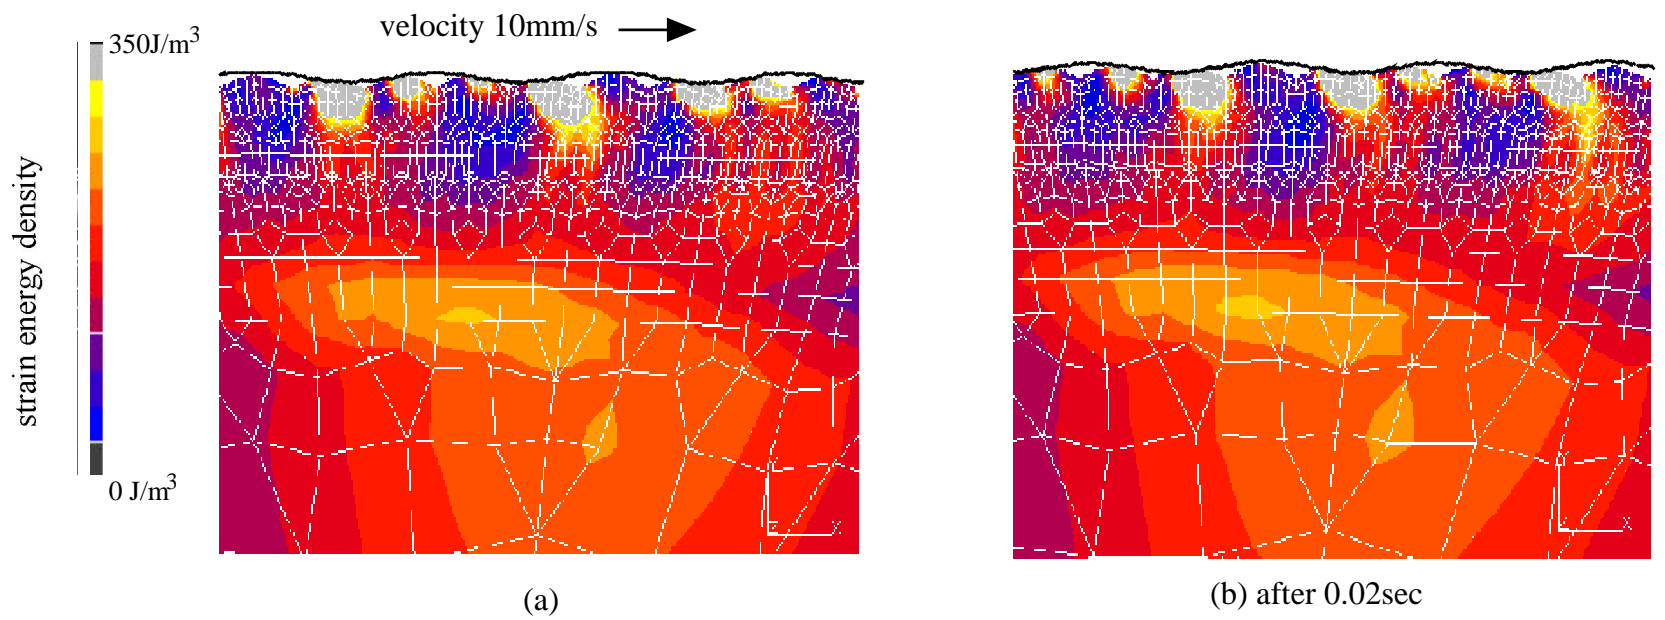 velocity 10mm/s
350J/m³
strain energy density
0 J/m³
X
X
(a)
(b) after 0.02sec